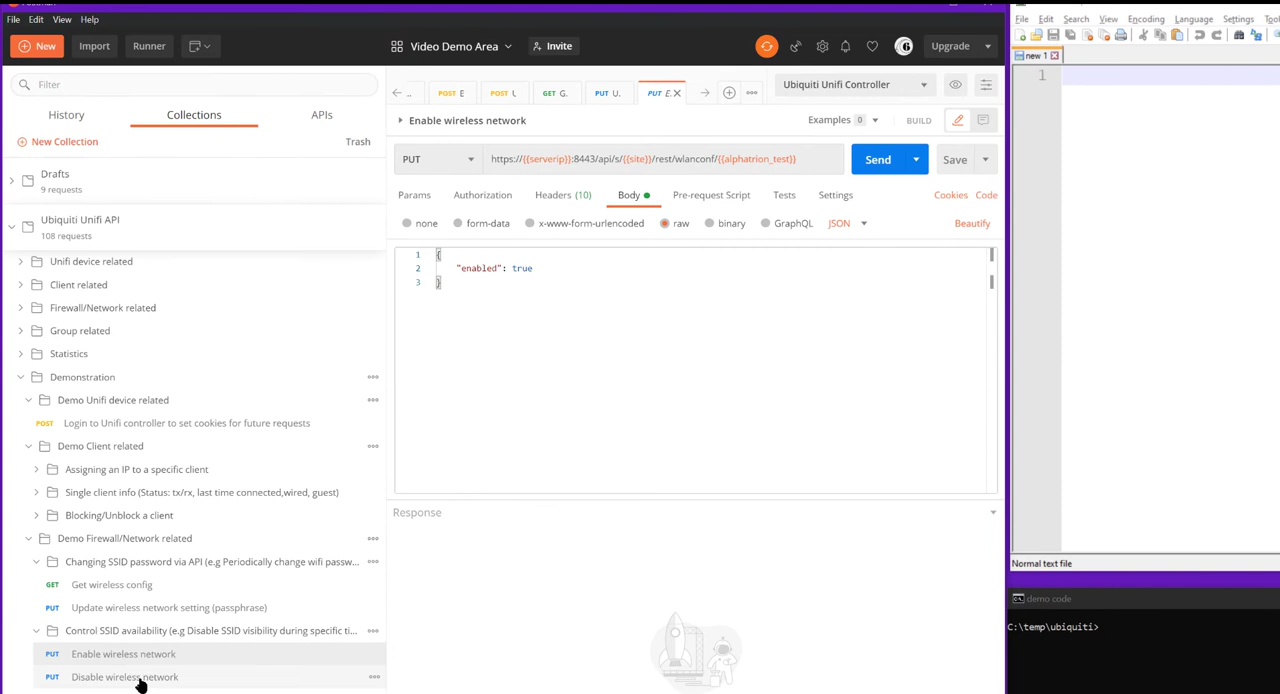 File Edit View Help
New Import Runner Video Demo Area Invite Upgrade
Filter
History Collections APIs
New Collection Trash
Drafts
9 requests
Ubiquiti Unifi API
108 requests
Unifi device related
Client related
Firewall/Network related
Group related
Statistics
Demonstration
Demo Unifi device related
POST Login to Unifi controller to set cookies for future requests
Demo Client related
Assigning an IP to a specific client
Single client info (Status: tx/rx, last time connected,wired, guest)
Blocking/Unblock a client
Demo Firewall/Network related
Changing SSID password via API (e.g Periodically change wifi passw...
GET Get wireless config
PUT Update wireless network setting (passphrase)
Control SSID availability (e.g Disable SSID visibility during specific ti...
PUT Enable wireless network
PUT Disable wireless network
.. POST E POST U GET G. PUT U. PUT E. Ubiquiti Unifi Controller
Enable wireless network Examples 0 BUILD
PUT https://{{serverip}}:8443/api/s/{{site}}/rest/wlanconf/{{alphatrion_test}} Send Save
Params Authorization Headers (10) Body Pre-request Script Tests Settings Cookies Code
none form-data x-www-form-urlencoded raw binary GraphQL JSON Beautify
1 {
2 "enabled": true
3 }
Response
File Edit Search View Encoding Language Settings
new 1
1
Normal text file
demo code
C:\temp\ubiquiti>